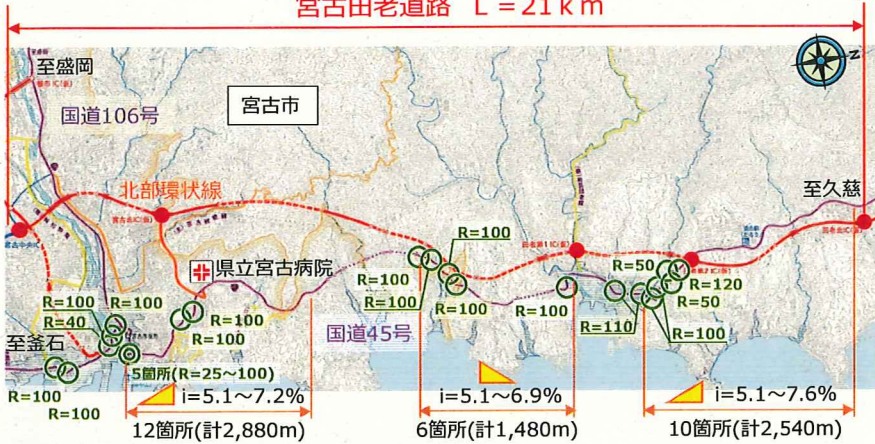 宮古田老道路 L=21km
N
至盛岡
国道106号
宮古市
北部環状線
至久慈
県立宮古病院
R=100
R=100
R=100
R=100
R=50
R=120
R=50
R=100
R=110
R=100
R=100
R=100
R=40
R=100
R=100
国道45号
至釜石
5箇所(R=25~100)
R=100
R=100
i=5.1~7.2%
i=5.1~6.9%
i=5.1~7.6%
12箇所(計2,880m)
6箇所(計1,480m)
10箇所(計2,540m)